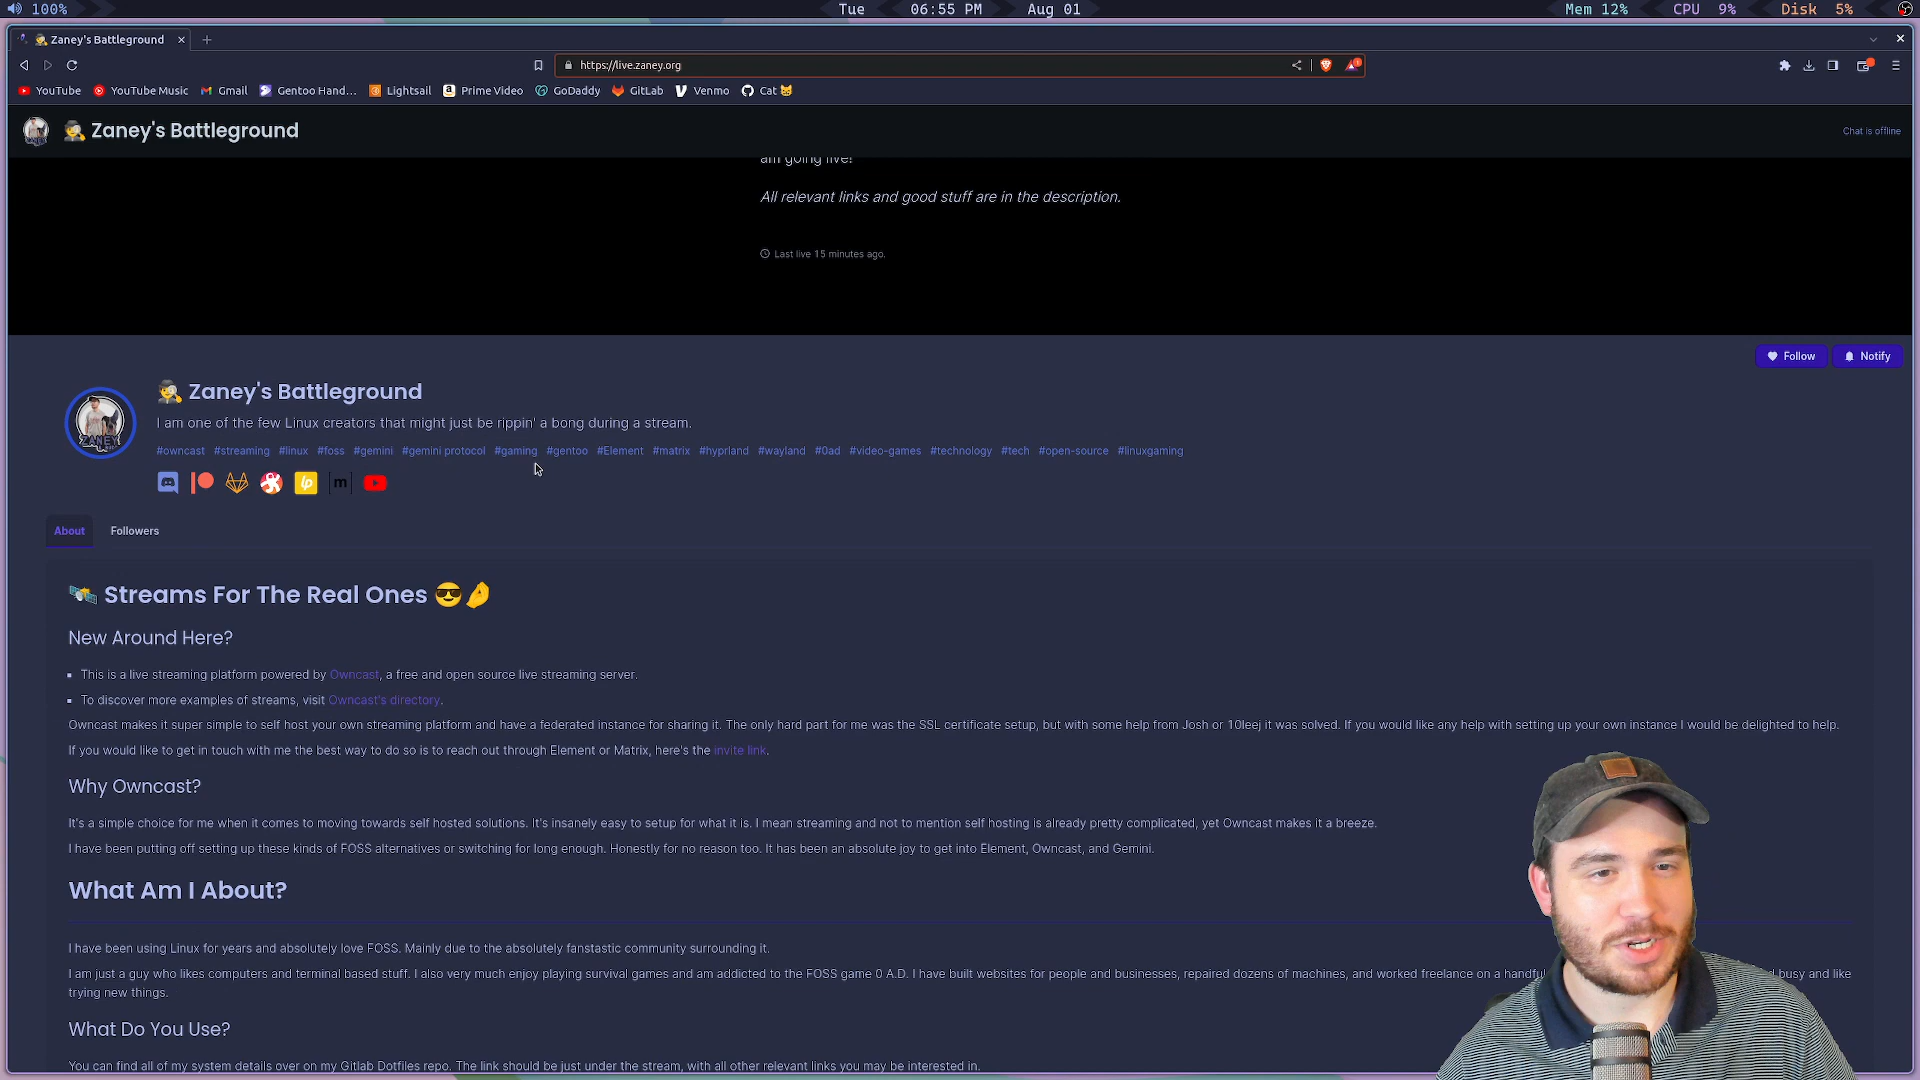 100%
Tue 06:55 PM Aug 01
Mem 12% CPU 9% Disk 5%
Zaney's Battleground
https://live.zaney.org
YouTube YouTube Music Gmail Gentoo Hand... Lightsail Prime Video GoDaddy GitLab Venmo Cat
Zaney's Battleground
Chat is offline
am going live!
All relevant links and good stuff are in the description.
Last live 15 minutes ago.
Follow Notify
Zaney's Battleground
I am one of the few Linux creators that might just be rippin' a bong during a stream.
#owncast #streaming #linux #foss #gemini #gemini protocol #gaming #gentoo #Element #matrix #hyprland #wayland #0ad #video-games #technology #tech #open-source #linuxgaming
lp m
About Followers
Streams For The Real Ones
New Around Here?
This is a live streaming platform powered by Owncast, a free and open source live streaming server.
To discover more examples of streams, visit Owncast's directory.
Owncast makes it super simple to self host your own streaming platform and have a federated instance for sharing it. The only hard part for me was the SSL certificate setup, but with some help from Josh or 10leej it was solved. If you would like any help with setting up your own instance I would be delighted to help.
If you would like to get in touch with me the best way to do so is to reach out through Element or Matrix, here's the invite link.
Why Owncast?
It's a simple choice for me when it comes to moving towards self hosted solutions. It's insanely easy to setup for what it is. I mean streaming and not to mention self hosting is already pretty complicated, yet Owncast makes it a breeze.
I have been putting off setting up these kinds of FOSS alternatives or switching for long enough. Honestly for no reason too. It has been an absolute joy to get into Element, Owncast, and Gemini.
What Am I About?
I have been using Linux for years and absolutely love FOSS. Mainly due to the absolutely fanstastic community surrounding it.
I am just a guy who likes computers and terminal based stuff. I also very much enjoy playing survival games and am addicted to the FOSS game 0 A.D. I have built websites for people and businesses, repaired dozens of machines, and worked freelance on a handful busy and like
trying new things.
What Do You Use?
You can find all of my system details over on my Gitlab Dotfiles repo. The link should be just under the stream, with all other relevant links you may be interested in.